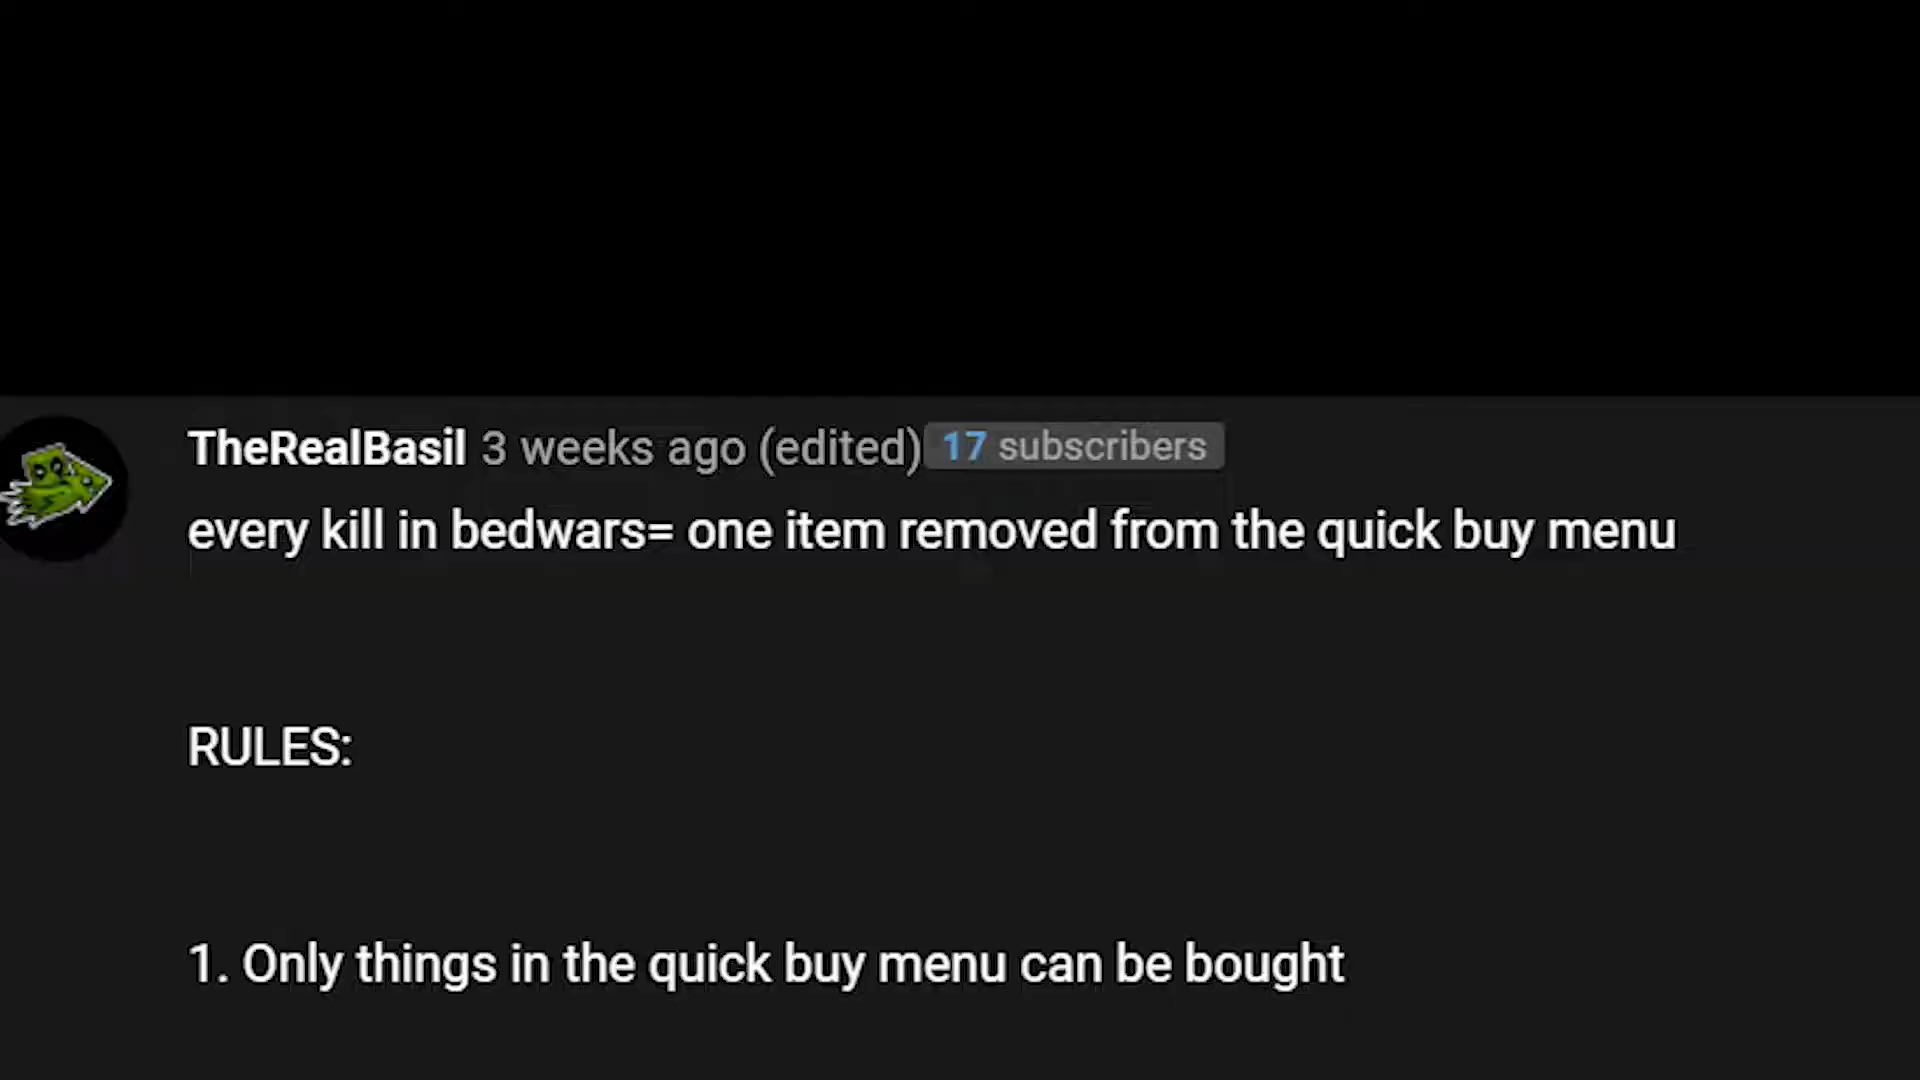 TheRealBasil 3 weeks ago (edited) 17 subscribers
every kill in bedwars= one item removed from the quick buy menu
RULES:
1. Only things in the quick buy menu can be bought